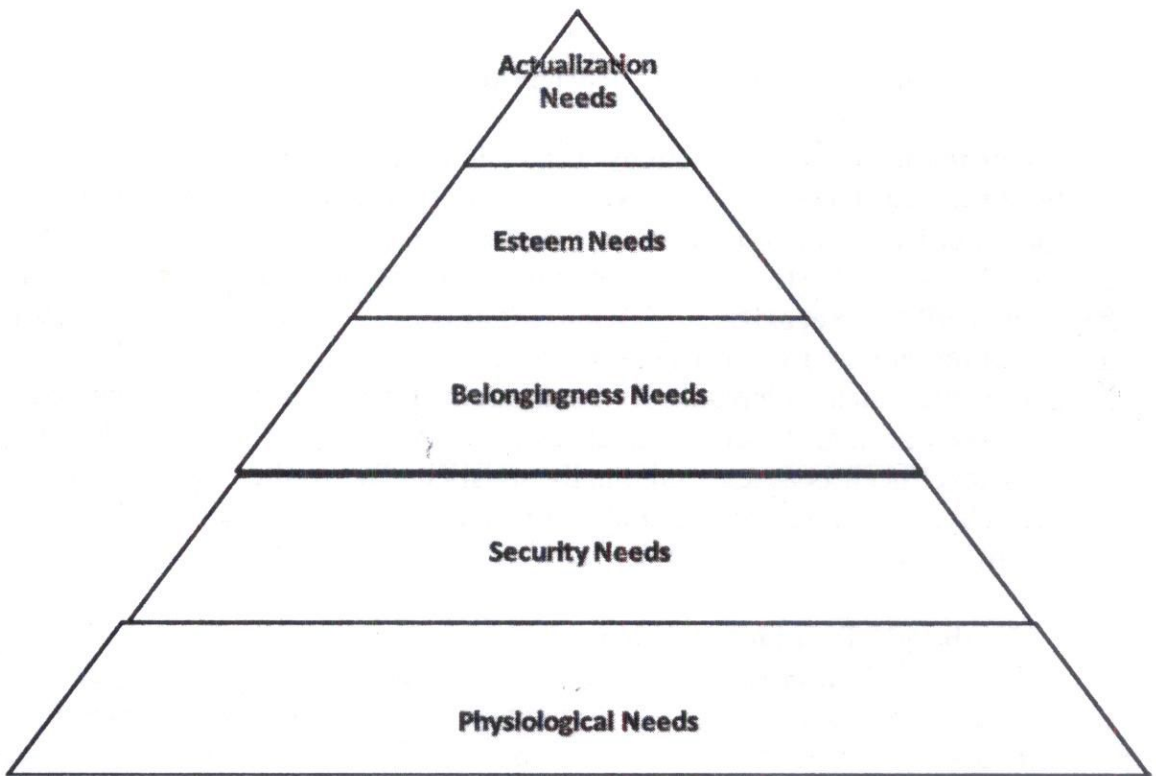 Actualization
Needs
Esteem Needs
Belongingness Needs
Security Needs
Physiological Needs